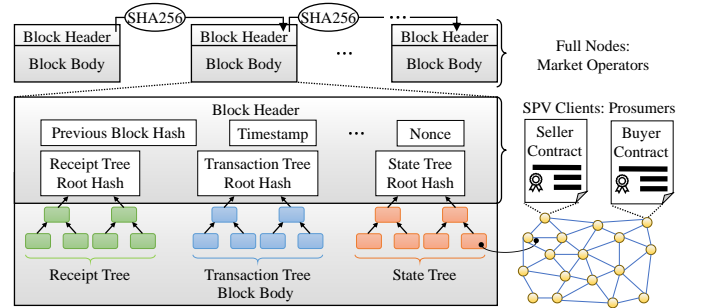 SHA256
SHA256
...
Block Header
Block Header
Block Header
Block Body
Block Body
...
Block Body
Full Nodes:
Market Operators
Block Header
SPV Clients: Prosumers
Previous Block Hash
Timestamp
...
Nonce
Seller
Contract
Buyer
Contract
Receipt Tree
Root Hash
Transaction Tree
Root Hash
State Tree
Root Hash
Receipt Tree
Transaction Tree
State Tree
Block Body